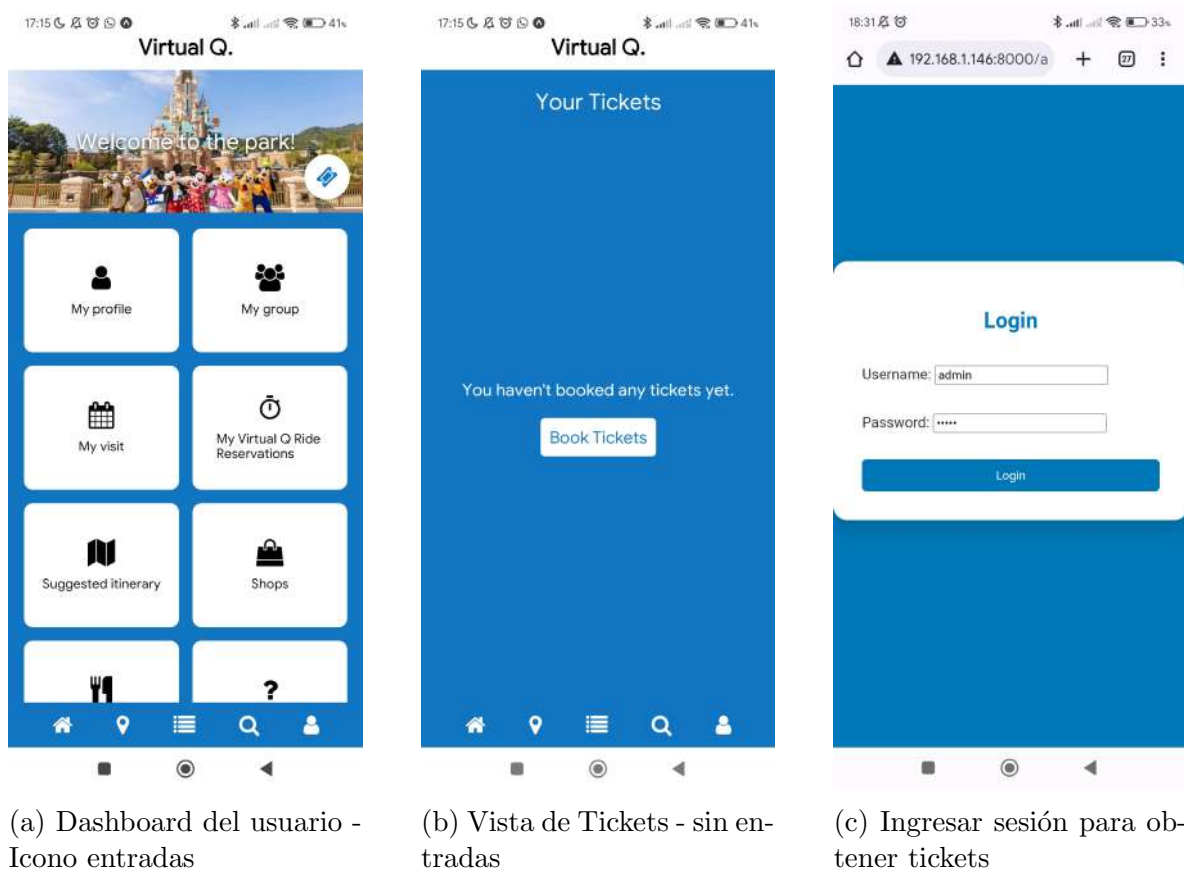 17:15
41%
Virtual Q.
Welcome to the park!
My profile
My group
My visit
My Virtual Q Ride
Reservations
Suggested itinerary
Shops
?
(a) Dashboard del usuario -
Icono entradas
17:15
41%
Virtual Q.
Your Tickets
You haven't booked any tickets yet.
Book Tickets
(b) Vista de Tickets - sin en-
tradas
18:31
33%
192.168.1.146:8000/a
27
Login
Username: admin
Password: •••••
Login
(c) Ingresar sesión para ob-
tener tickets